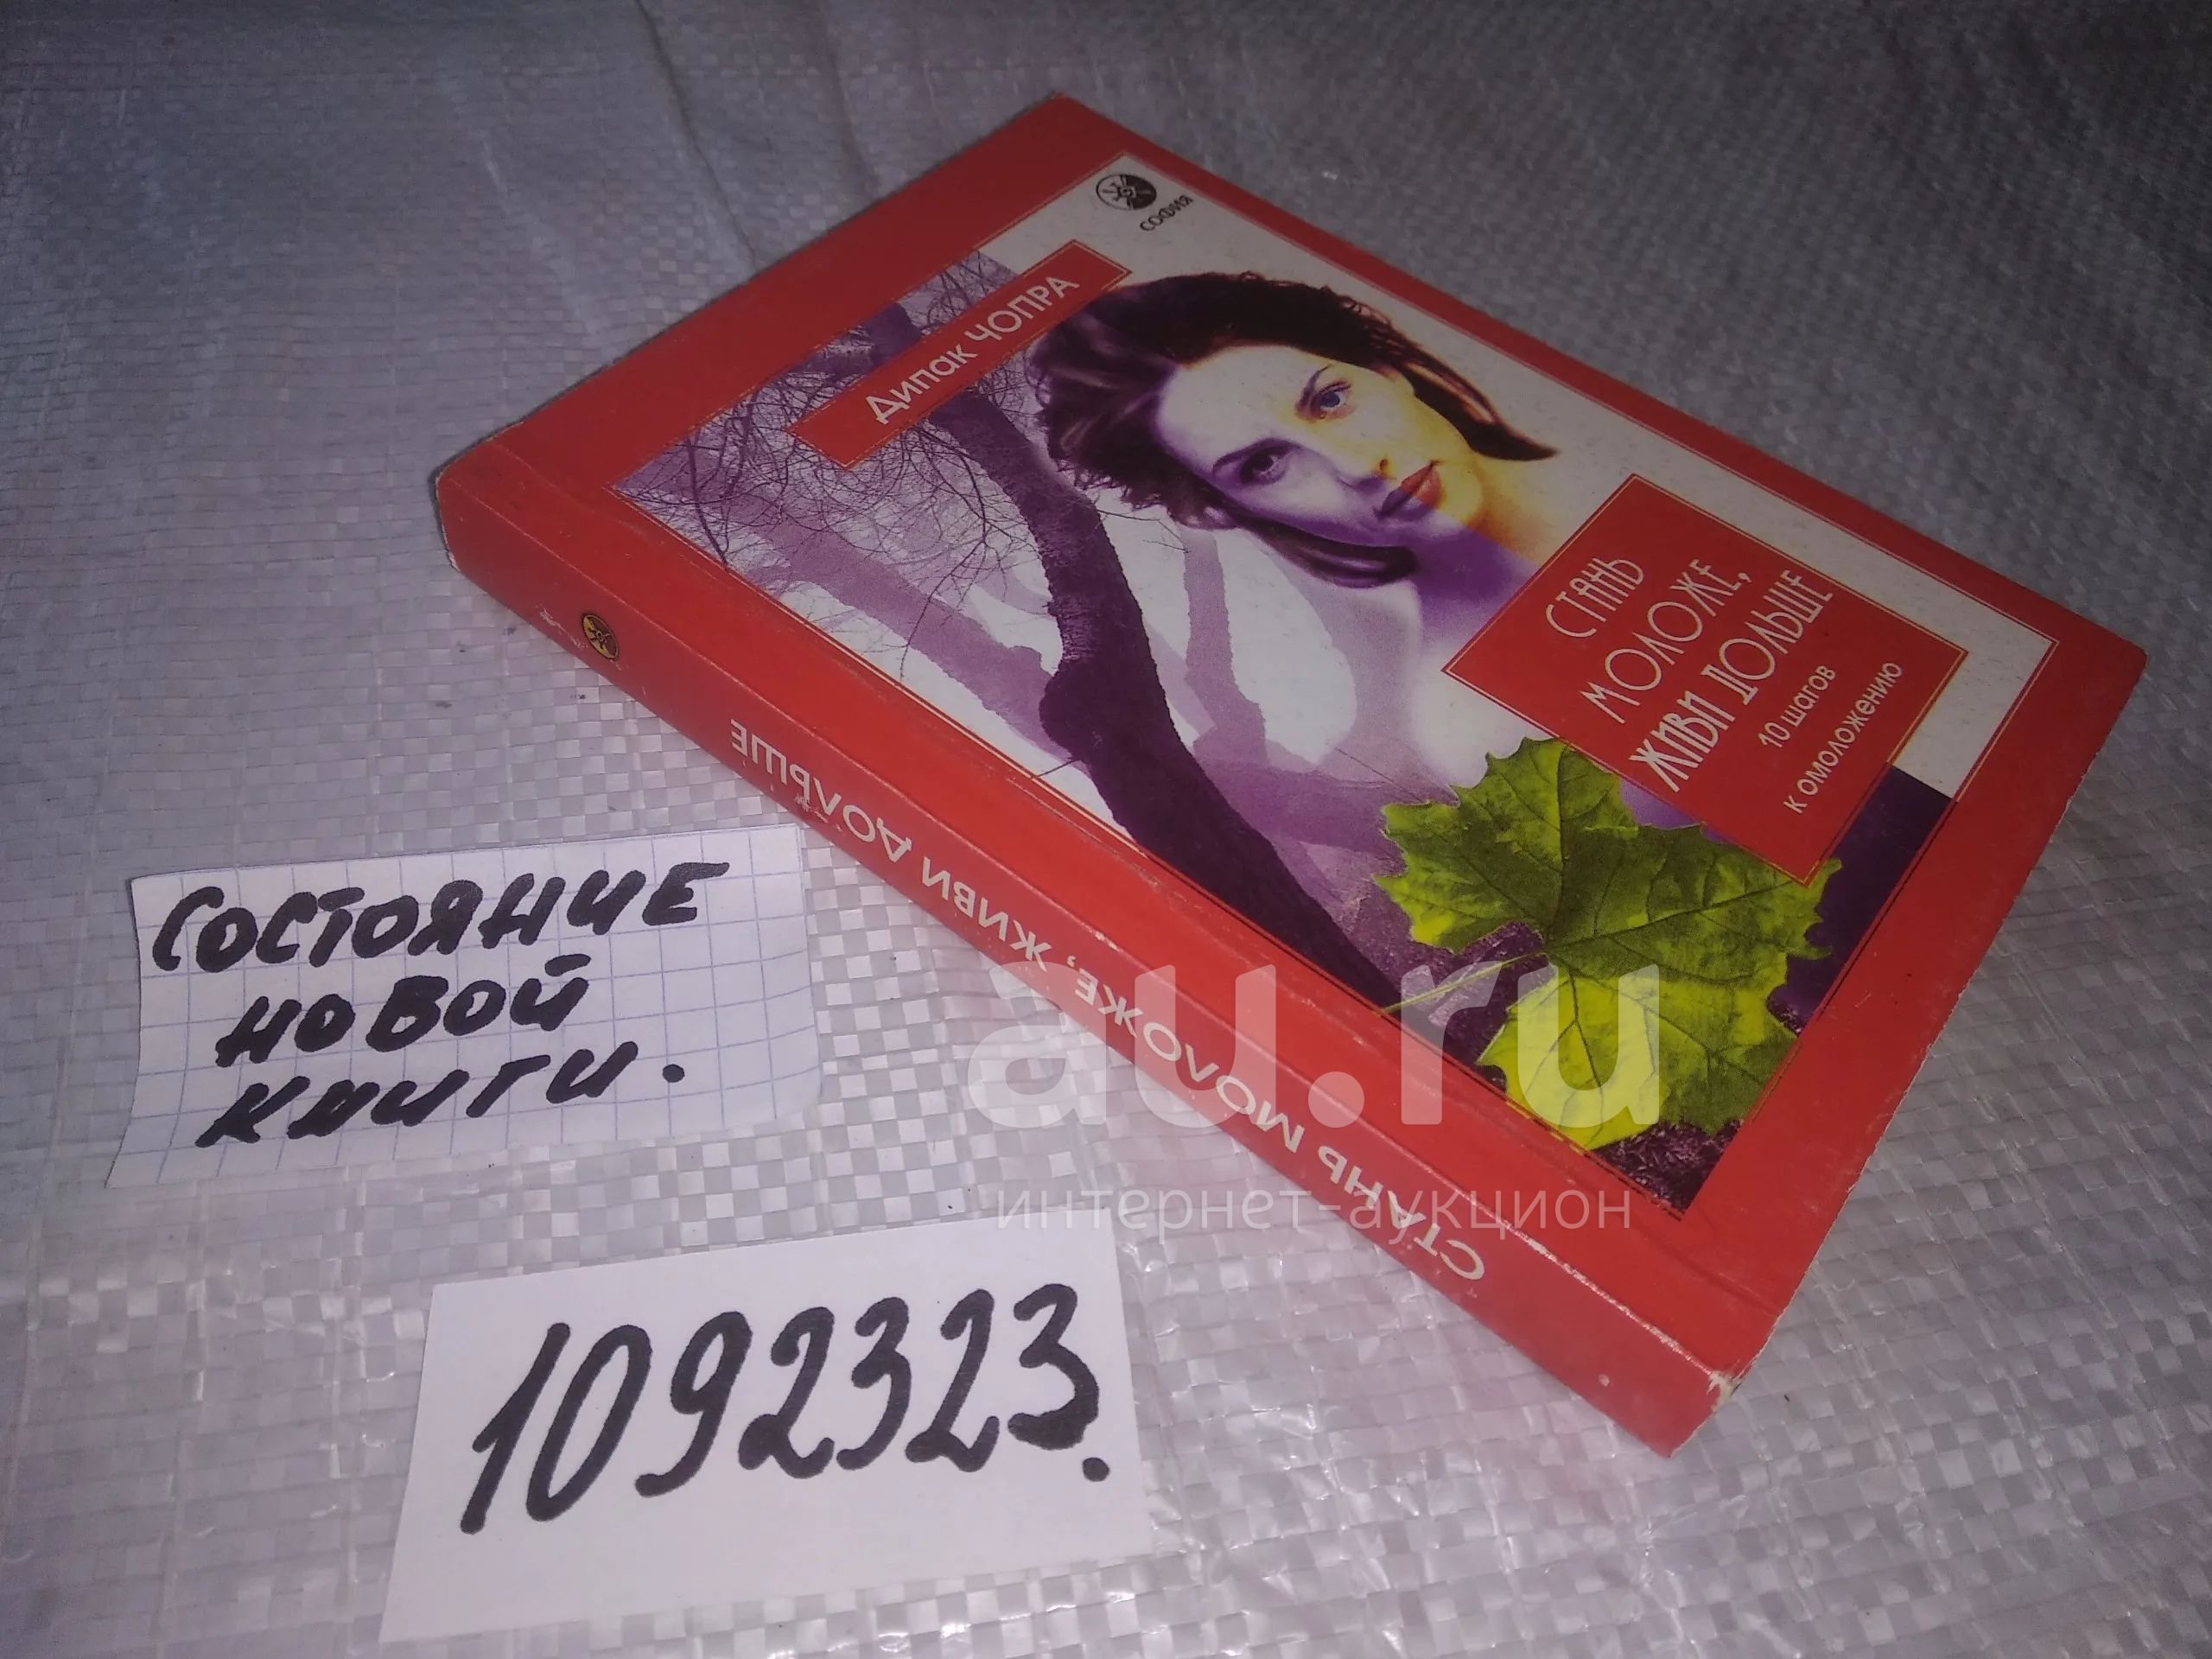 СОФИЯ
Дипак ЧОПРА
СТАНЬ
МОЛОЖЕ,
ЖИВИ ДОЛЬШЕ
10 шагов
к омоложению
СТАНЬ МОЛОЖЕ, ЖИВИ ДОЛЬШЕ
СОСТОЯНИЕ
НОВОЙ
КНИГИ.
1092323.
au.ru
интернет-аукцион